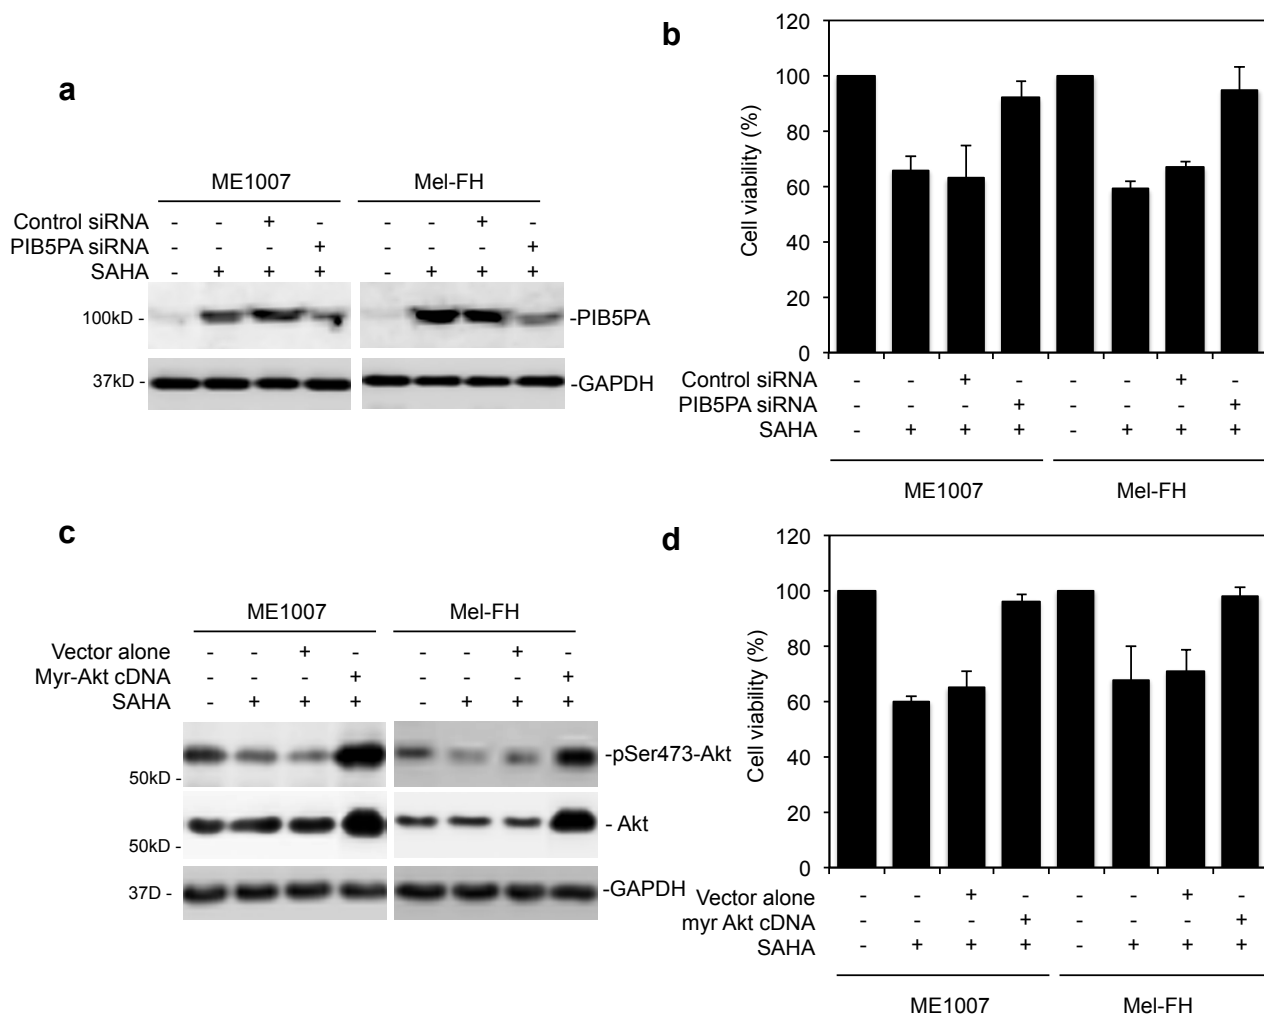 a
ME1007 Mel-FH
Control siRNA - - + - - - + -
PIB5PA siRNA - - - + - - - +
SAHA - + + + - + + +
100kD - -PIB5PA
37kD - -GAPDH
b
Cell viability (%)
120
100
80
60
40
20
0
Control siRNA - - + - - - + -
PIB5PA siRNA - - - + - - - +
SAHA - + + + - + + +
ME1007 Mel-FH
c
ME1007 Mel-FH
Vector alone - - + - - - + -
Myr-Akt cDNA - - - + - - - +
SAHA - + + + - + + +
-pSer473-Akt
50kD -
- Akt
50kD -
37D - -GAPDH
d
Cell viability (%)
120
100
80
60
40
20
0
Vector alone - - + - - - + -
myr Akt cDNA - - - + - - - +
SAHA - + + + - + + +
ME1007 Mel-FH